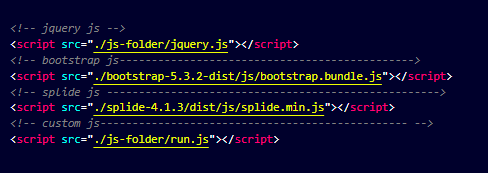 <!-- jquery js -->
<script src="./js-folder/jquery.js"></script>
<!-- bootstrap js------------------------------------------>
<script src="./bootstrap-5.3.2-dist/js/bootstrap.bundle.js"></script>
<!-- splide js --------------------------------------------->
<script src="./splide-4.1.3/dist/js/splide.min.js"></script>
<!-- custom js------------------------------------------ -->
<script src="./js-folder/run.js"></script>